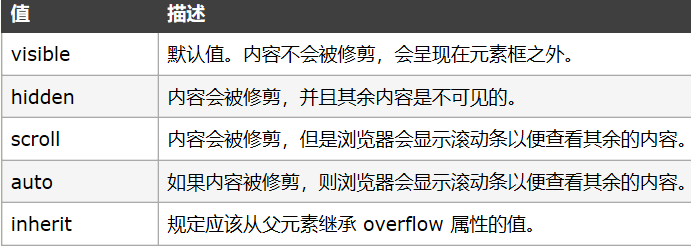 值 描述
visible 默认值。内容不会被修剪，会呈现在元素框之外。
hidden 内容会被修剪，并且其余内容是不可见的。
scroll 内容会被修剪，但是浏览器会显示滚动条以便查看其余的内容。
auto 如果内容被修剪，则浏览器会显示滚动条以便查看其余的内容。
inherit 规定应该从父元素继承 overflow 属性的值。